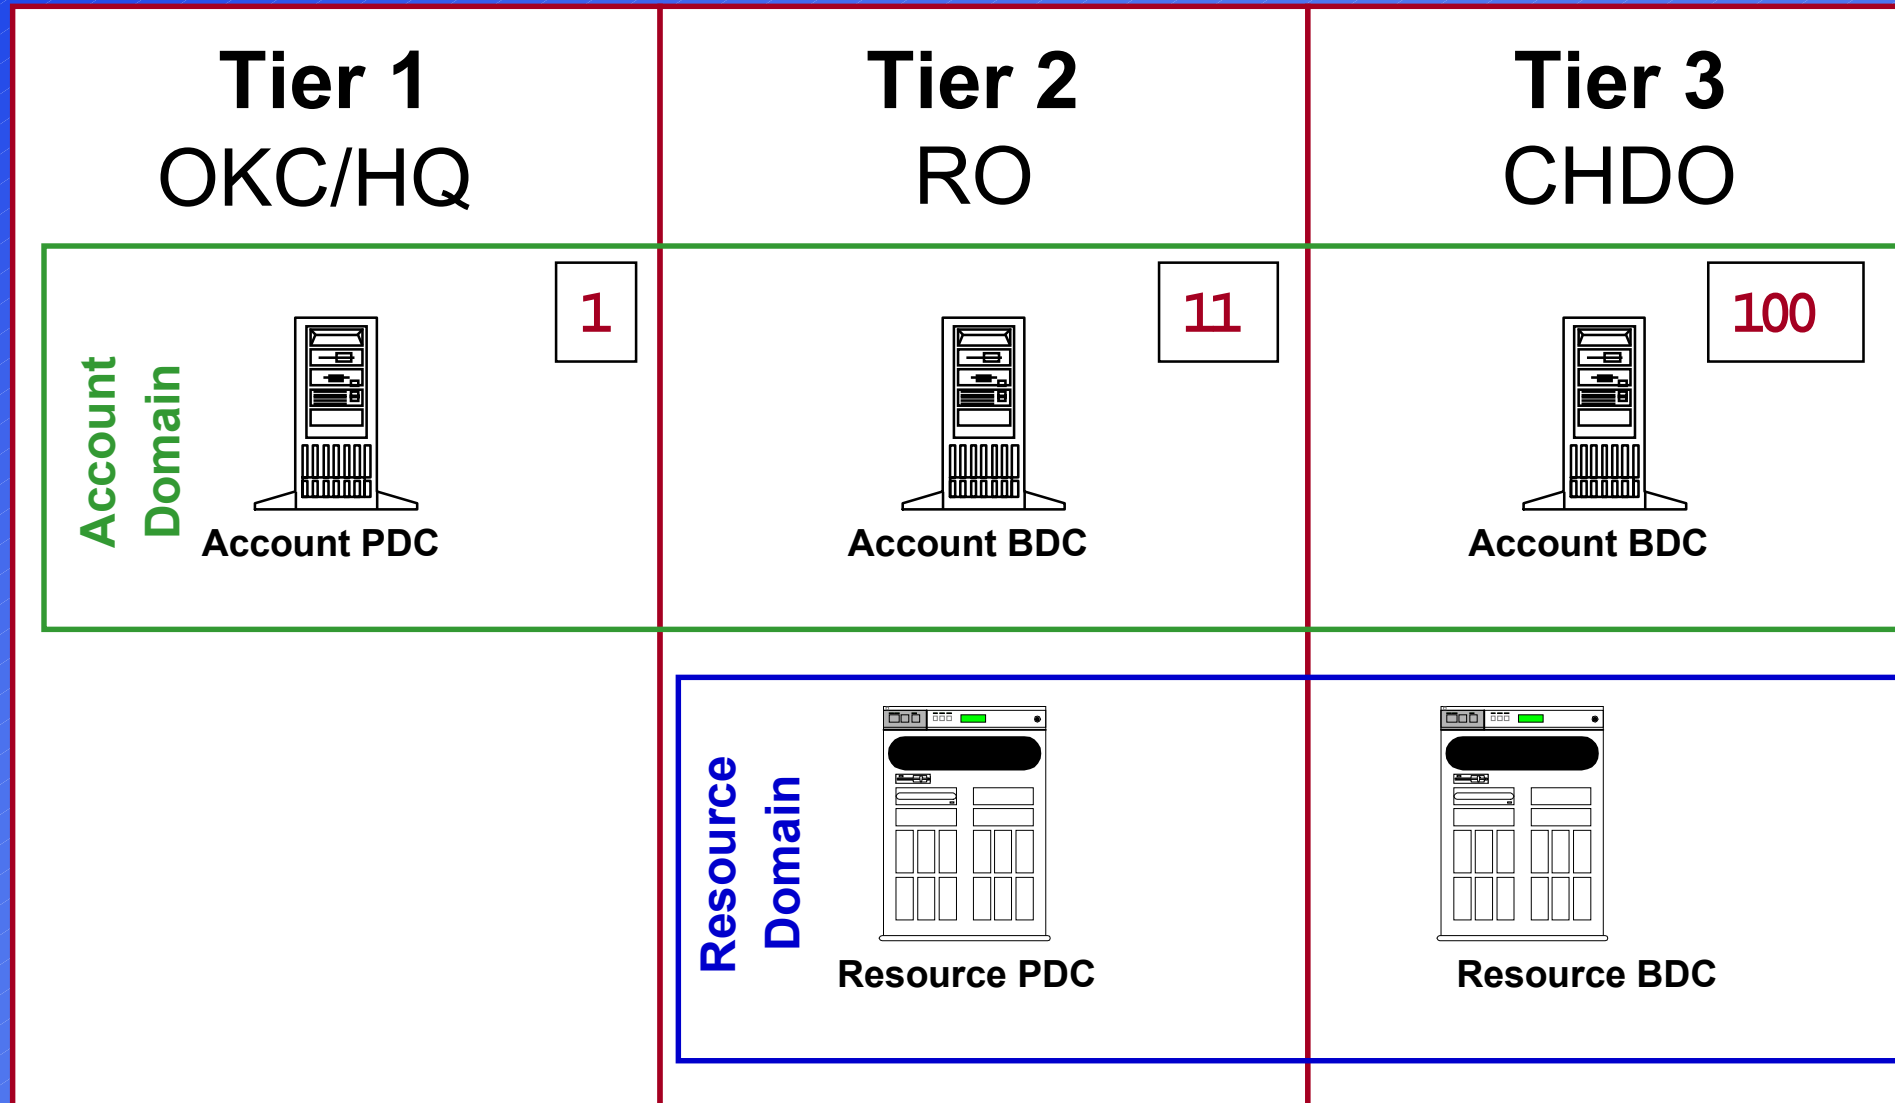 Tier 1
OKC/HQ
Tier 2
RO
Tier 3
CHDO
Account
Domain
1
Account PDC
11
Account BDC
100
Account BDC
Resource
Domain
Resource PDC
Resource BDC